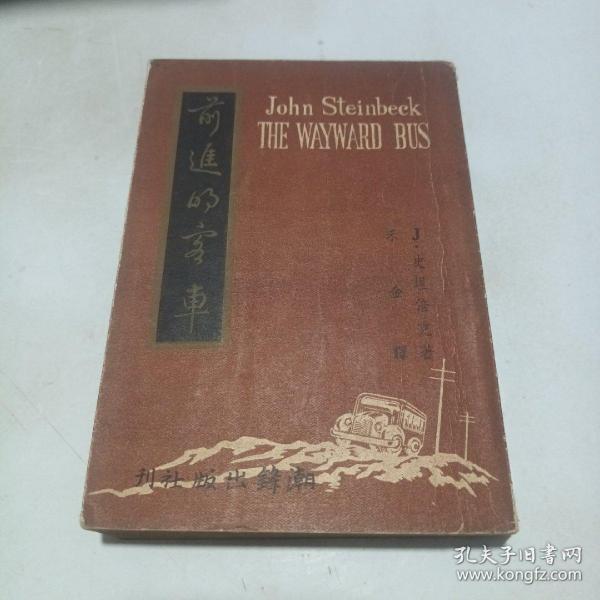 前進的客車
John Steinbeck
THE WAYWARD BUS
J·史坦倍克著
禾金譯
刊社版出鋒潮
孔夫子旧书网
www.kongfz.com